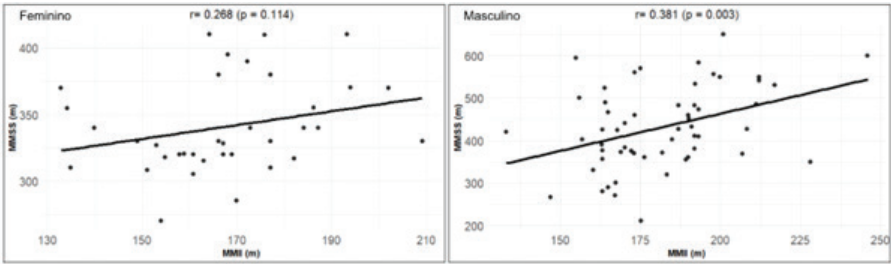 Feminino
r= 0.268 (p = 0.114)
400
350
300
MMSS (m)
130
150
170
190
210
MMII (m)
Masculino
r= 0.381 (p = 0.003)
600
500
400
300
200
MMSS (m)
150
175
200
225
250
MMII (m)